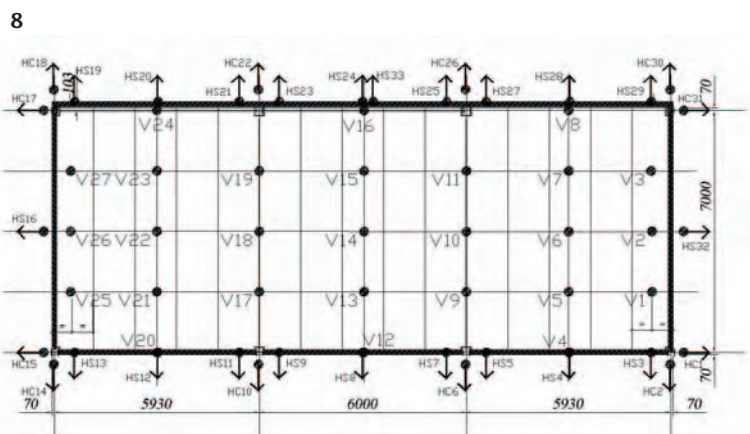 8
HC18 HC22 HC26 HC30
HS19 HS20 HS21 HS23 HS24 HS33 HS25 HS27 HS28 HS29
103 70
HC17 HC31
V24 V16 V8
V27 V23 V19 V15 V11 V7 V3
7000
HS16 V26 V22 V18 V14 V10 V6 V2 HS32
V25 V21 V17 V13 V9 V5 V1
= = = =
V20 V12 V4
HC15 HS13 HS11 HS9 HS7 HS5 HS3 70
HS12 HS8 HS4
HC14 HC10 HC6 HC2
70 5930 6000 5930 70